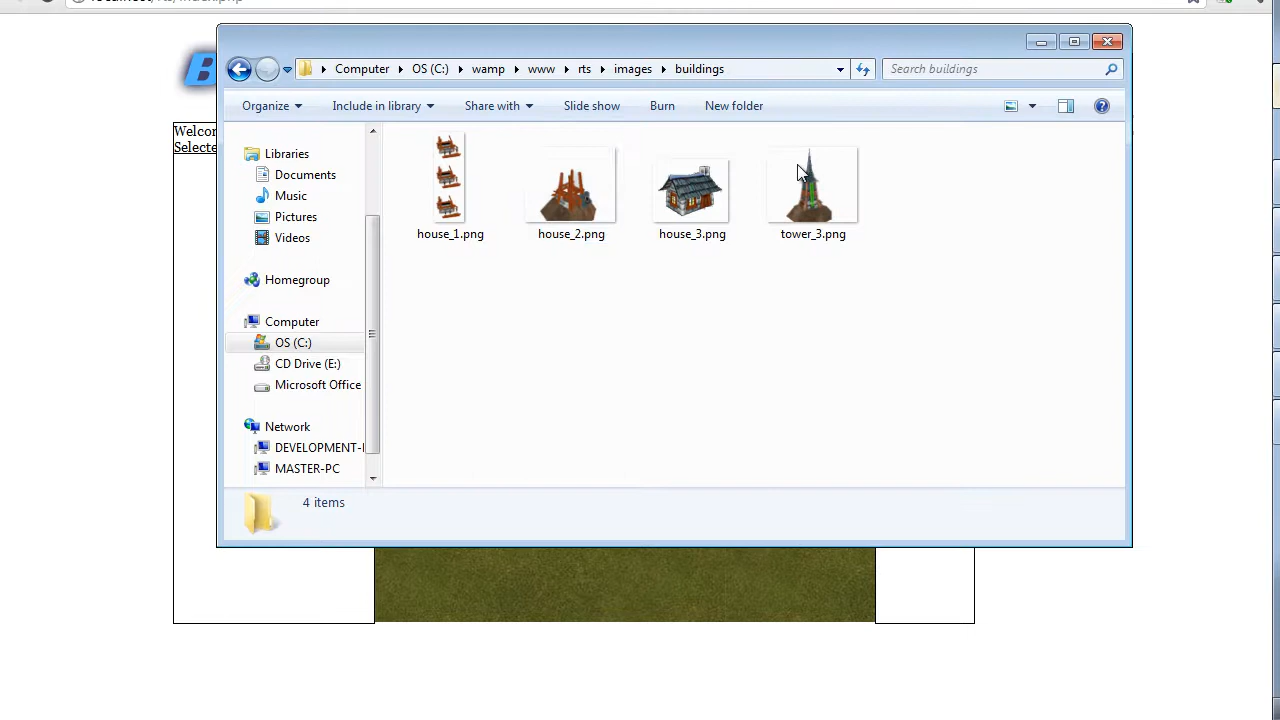 B
Welcom
Selecte
Computer OS (C:) wamp www rts images buildings
Search buildings
Organize Include in library Share with Slide show Burn New folder
Libraries
Documents
Music
Pictures
Videos
Homegroup
Computer
OS (C:)
CD Drive (E:)
Microsoft Office
Network
DEVELOPMENT-
MASTER-PC
house_1.png
house_2.png
house_3.png
tower_3.png
4 items